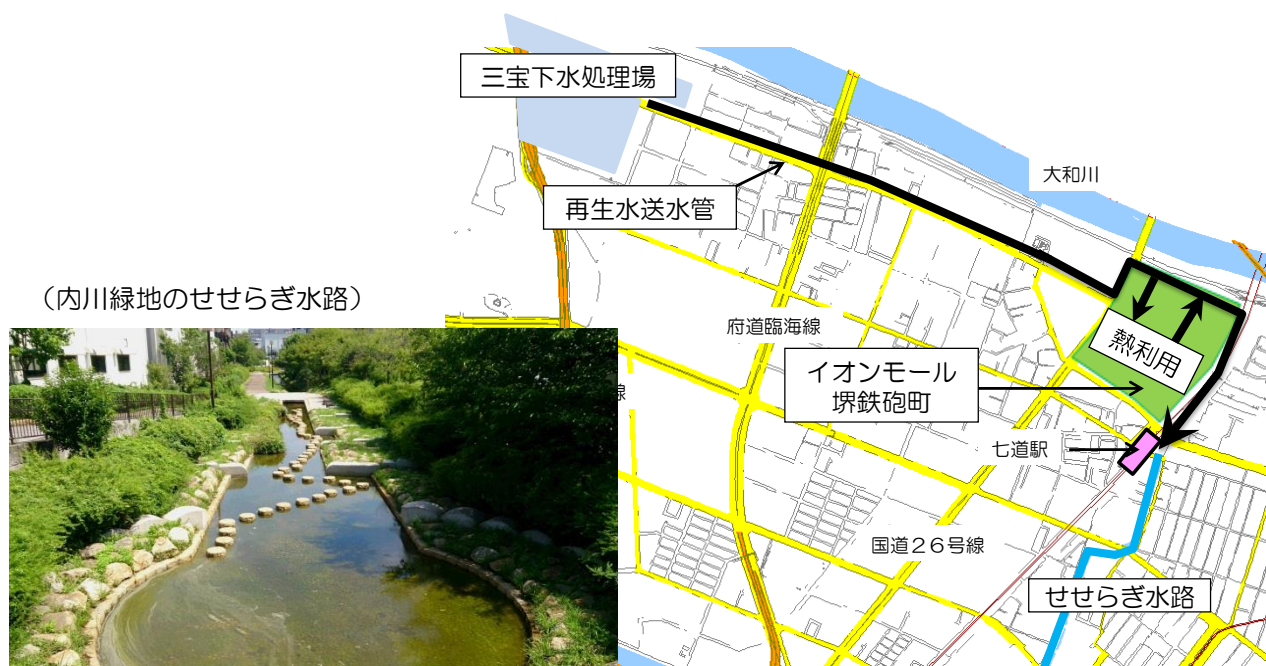 三宝下水処理場
大和川
再生水送水管
（内川緑地のせせらぎ水路）
府道臨海線
熱利用
イオンモール
堺鉄砲町
七道駅
国道２６号線
せせらぎ水路